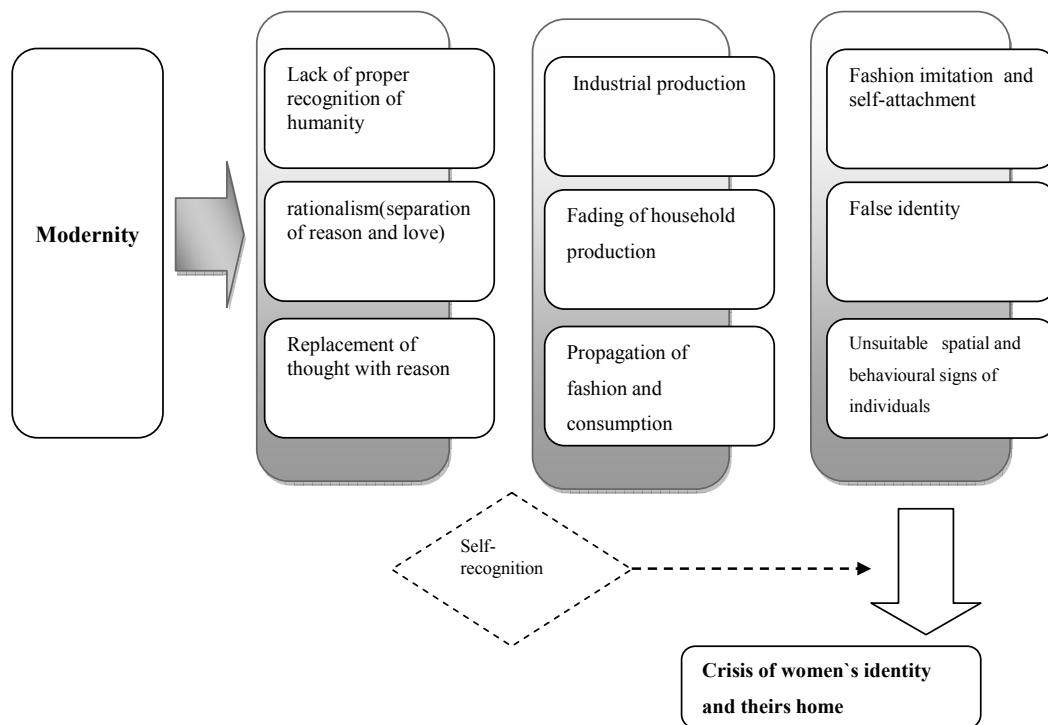 Modernity
Lack of proper
recognition of
humanity
rationalism(separation
of reason and love)
Replacement of
thought with reason
Industrial production
Fading of household
production
Propagation of
fashion and
consumption
Fashion imitation and
self-attachment
False identity
Unsuitable spatial and
behavioural signs of
individuals
Self-
recognition
Crisis of women`s identity
and theirs home